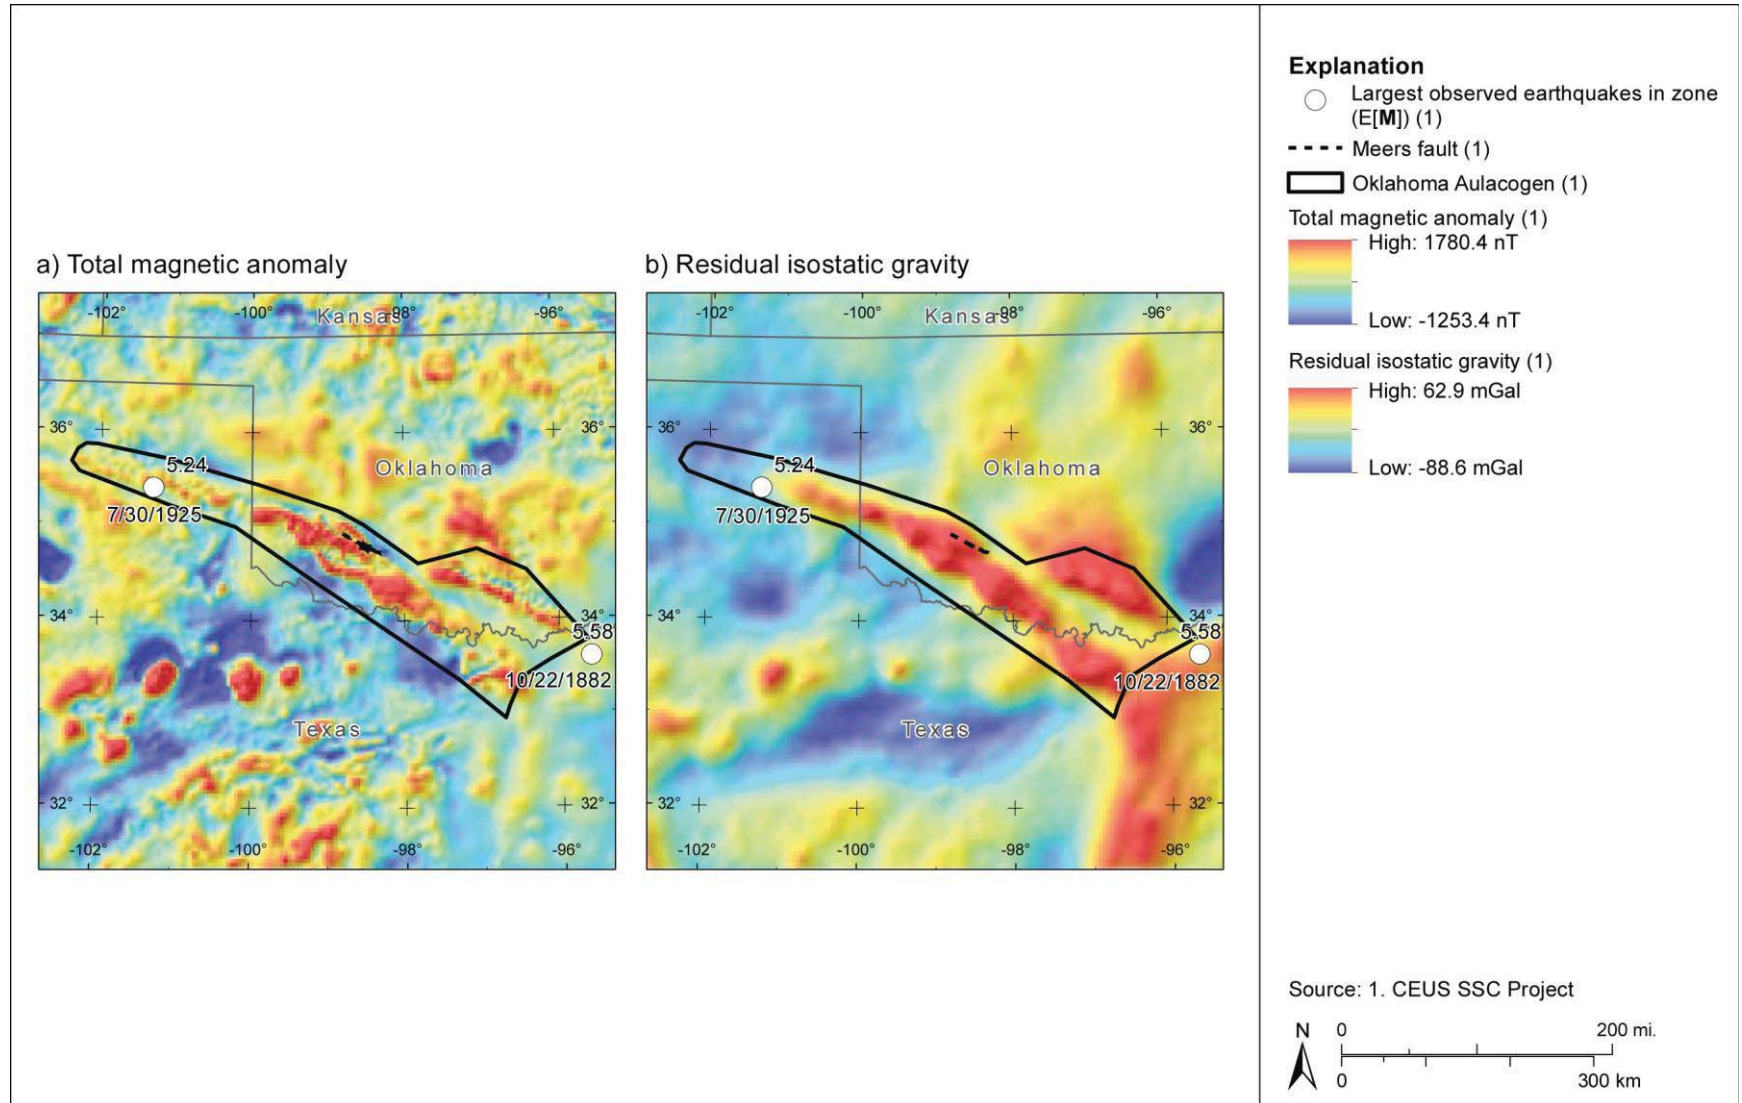 a) Total magnetic anomaly
-102° -100° -98° -96°
Kansas
36° 36°
5.24
Oklahoma
7/30/1925
34° 34°
5.58
10/22/1882
Texas
32° 32°
-102° -100° -98° -96°
b) Residual isostatic gravity
-102° -100° -98° -96°
Kansas
36° 36°
5.24
Oklahoma
7/30/1925
34° 34°
5.58
10/22/1882
Texas
32° 32°
-102° -100° -98° -96°
Explanation
Largest observed earthquakes in zone
(E[M]) (1)
Meers fault (1)
Oklahoma Aulacogen (1)
Total magnetic anomaly (1)
High: 1780.4 nT
Low: -1253.4 nT
Residual isostatic gravity (1)
High: 62.9 mGal
Low: -88.6 mGal
Source: 1. CEUS SSC Project
N
0 200 mi.
0 300 km